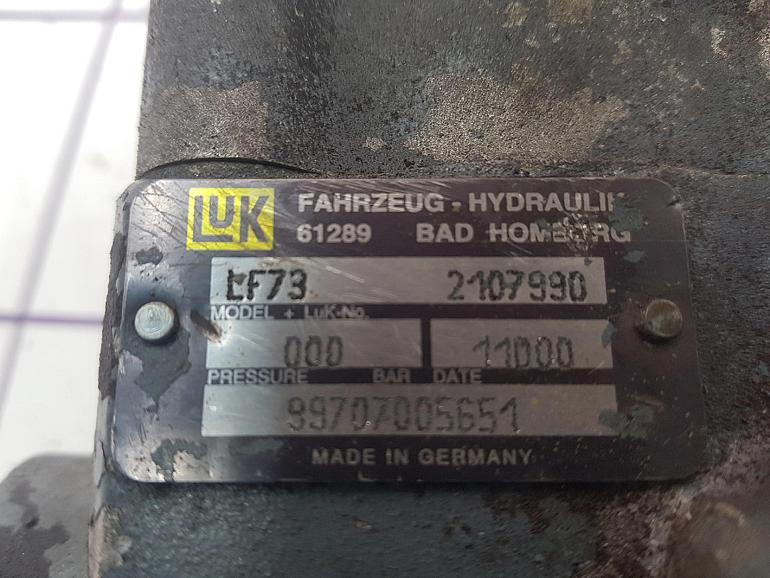 LuK FAHRZEUG - HYDRAULIK
61289 BAD HOMBURG
LF73 2107990
MODEL + LuK-No.
000 11000
PRESSURE BAR DATE
99707005651
MADE IN GERMANY